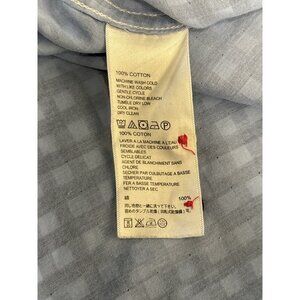 100% COTTON
MACHINE WASH COLD
WITH LIKE COLORS
GENTLE CYCLE
NON-CHLORINE BLEACH
TUMBLE DRY LOW
COOL IRON
DRY CLEAN
100% COTTON
LAVER A LA MACHINE A L'EAU
FROIDE AVEC DES COULEURS
SEMBLABLES
CYCLE DELICAT
AGENT DE BLANCHIMENT SANS
CHLORE
SECHER PAR CULBUTAGE A BASSE
TEMPERATURE
FER A BASSE TEMPERATURE
NETTOYER A SEC
綿 100%